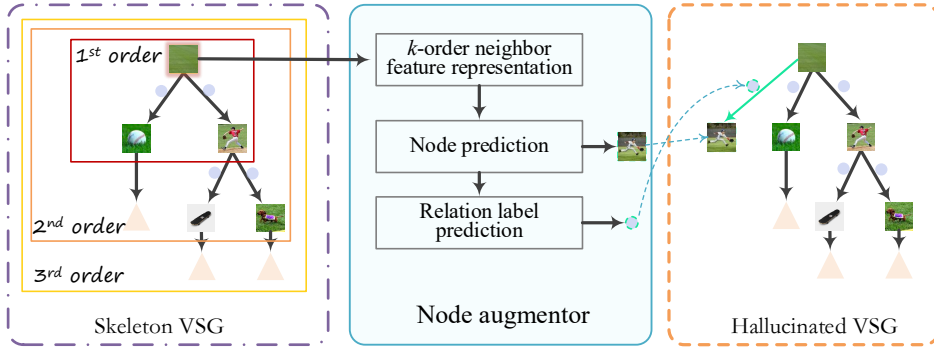 1st order
2nd order
3rd order
Skeleton VSG
k-order neighbor
feature representation
Node prediction
Relation label
prediction
Node augmentor
Hallucinated VSG